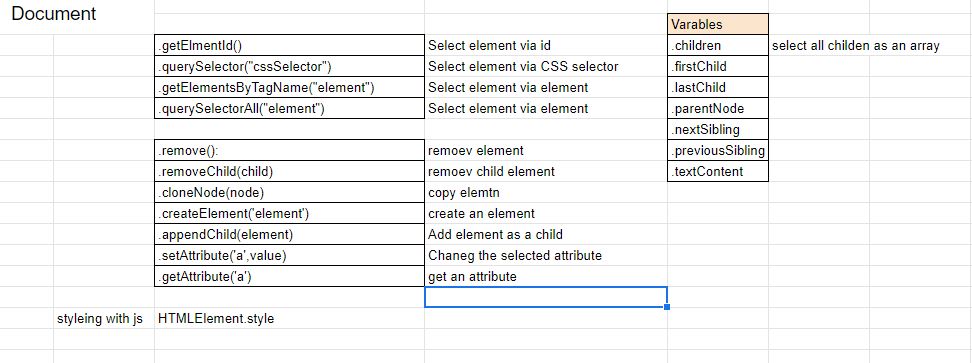 Document
Varables
.getElmentId() Select element via id .children select all childen as an array
.querySelector("cssSelector") Select element via CSS selector .firstChild
.getElementsByTagName("element") Select element via element .lastChild
.querySelectorAll("element") Select element via element .parentNode
.nextSibling
.remove(): remoev element .previousSibling
.removeChild(child) remoev child element .textContent
.cloneNode(node) copy elemtn
.createElement('element') create an element
.appendChild(element) Add element as a child
.setAttribute('a',value) Chaneg the selected attribute
.getAttribute('a') get an attribute
styleing with js HTMLElement.style